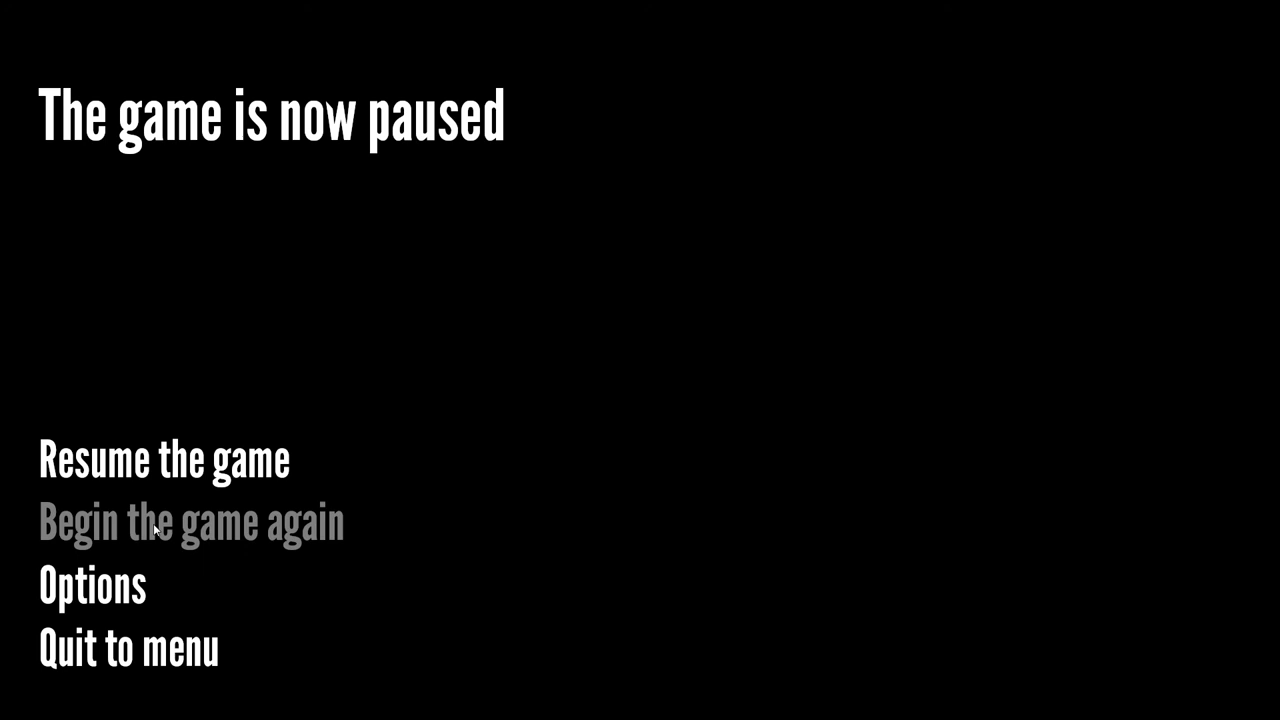 The game is now paused
Resume the game
Begin the game again
Options
Quit to menu